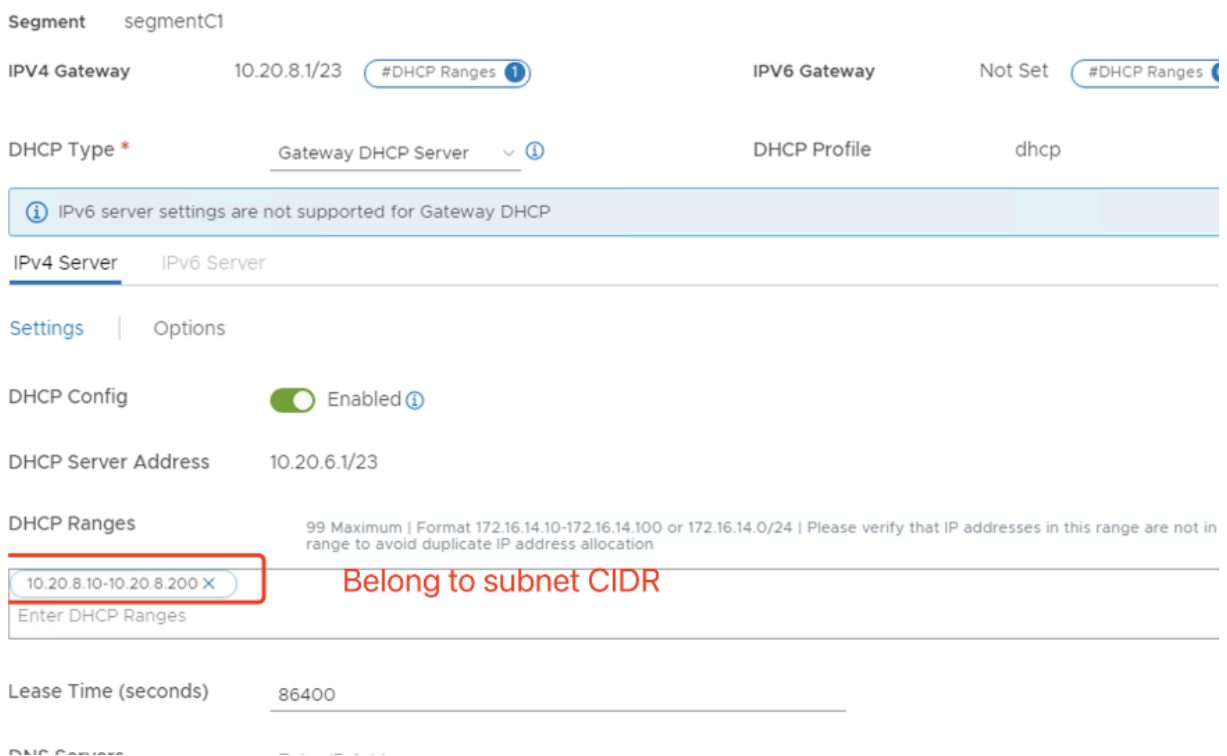 Segment segmentC1
IPV4 Gateway 10.20.8.1/23 #DHCP Ranges 1 IPV6 Gateway Not Set #DHCP Ranges
DHCP Type * Gateway DHCP Server DHCP Profile dhcp
IPv6 server settings are not supported for Gateway DHCP
IPv4 Server IPv6 Server
Settings | Options
DHCP Config Enabled
DHCP Server Address 10.20.6.1/23
DHCP Ranges 99 Maximum | Format 172.16.14.10-172.16.14.100 or 172.16.14.0/24 | Please verify that IP addresses in this range are not in
range to avoid duplicate IP address allocation
10.20.8.10-10.20.8.200 Belong to subnet CIDR
Enter DHCP Ranges
Lease Time (seconds) 86400
DNS Servers